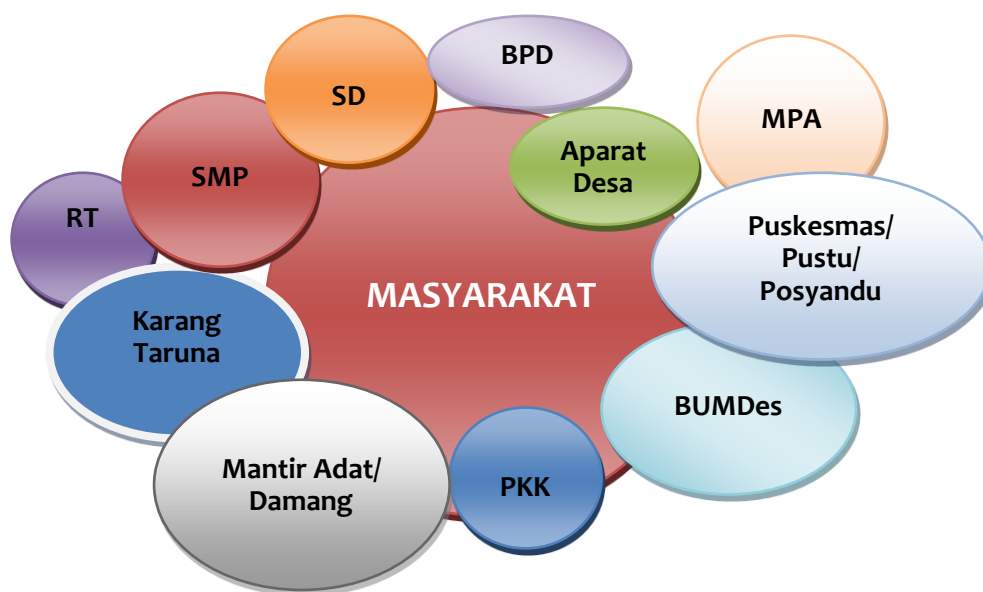 BPD
SD
MPA
Aparat
Desa
SMP
RT
Puskesmas/
Pustu/
Posyandu
MASYARAKAT
Karang
Taruna
BUMDes
Mantir Adat/
Damang
PKK